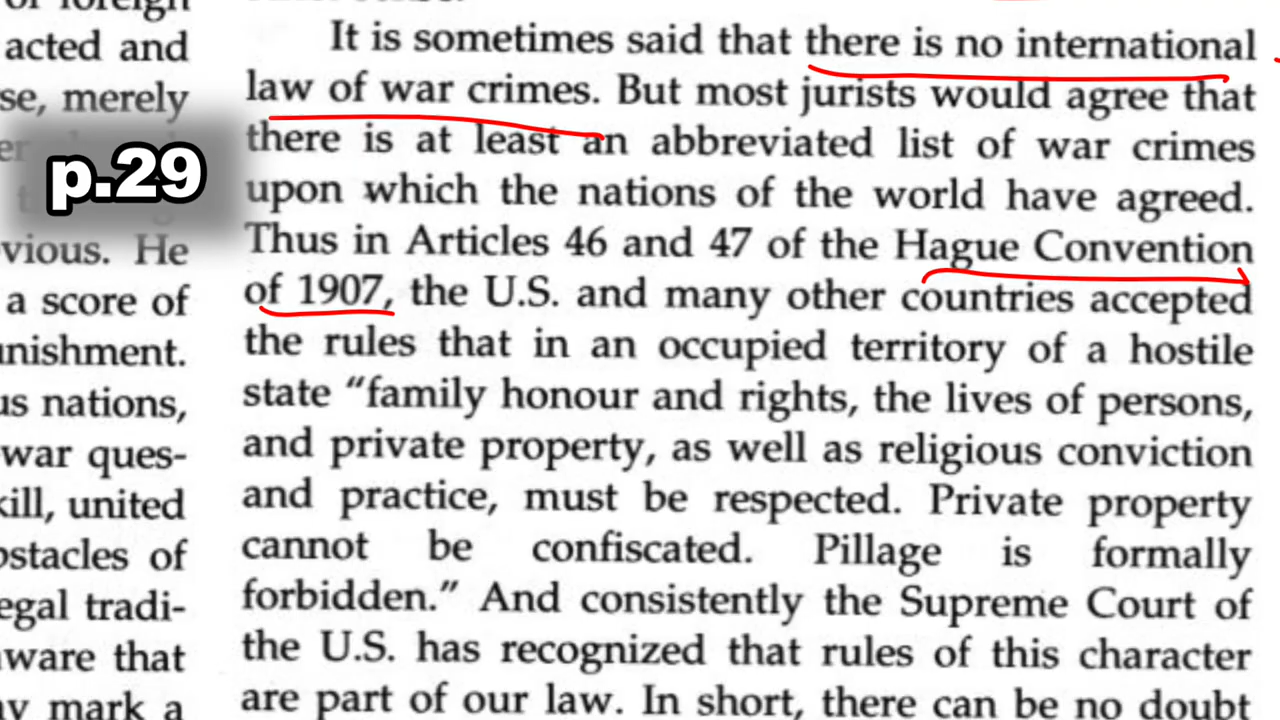 acted and
se, merely
p.29
vious. He
a score of
unishment.
us nations,
war ques-
kill, united
bstacles of
egal tradi-
ware that
mark a
It is sometimes said that there is no international
law of war crimes. But most jurists would agree that
there is at least an abbreviated list of war crimes
upon which the nations of the world have agreed.
Thus in Articles 46 and 47 of the Hague Convention
of 1907, the U.S. and many other countries accepted
the rules that in an occupied territory of a hostile
state “family honour and rights, the lives of persons,
and private property, as well as religious conviction
and practice, must be respected. Private property
cannot be confiscated. Pillage is formally
forbidden.” And consistently the Supreme Court of
the U.S. has recognized that rules of this character
are part of our law. In short, there can be no doubt